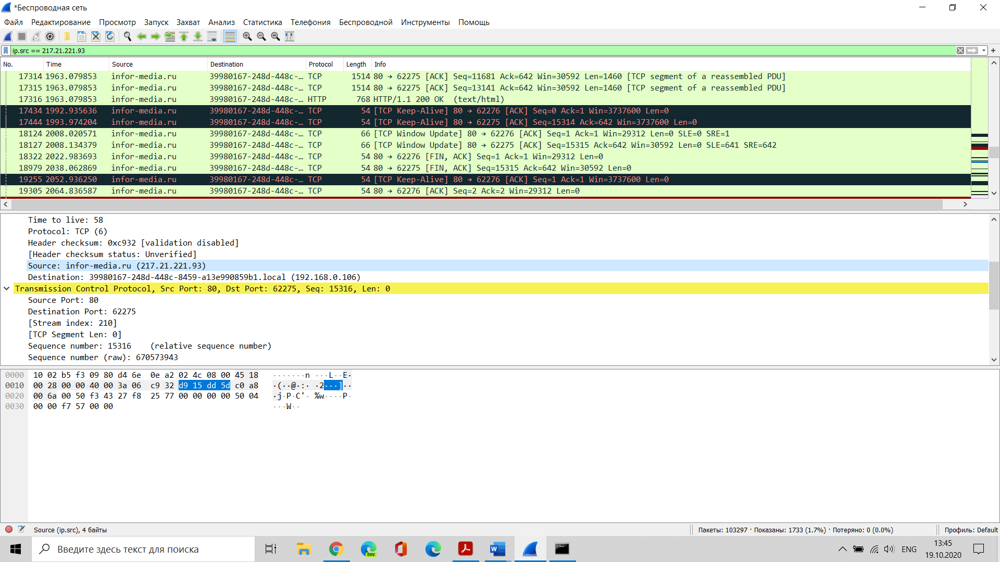 *Беспроводная сеть
Файл Редактирование Просмотр Запуск Захват Анализ Статистика Телефония Беспроводной Инструменты Помощь
ip.src == 217.21.221.93
No. Time Source Destination Protocol Length Info
17314 1963.079853 infor-media.ru 39980167-248d-448c-… TCP 1514 80 → 62275 [ACK] Seq=11681 Ack=642 Win=30592 Len=1460 [TCP segment of a reassembled PDU]
17315 1963.079853 infor-media.ru 39980167-248d-448c-… TCP 1514 80 → 62275 [ACK] Seq=13141 Ack=642 Win=30592 Len=1460 [TCP segment of a reassembled PDU]
17316 1963.079853 infor-media.ru 39980167-248d-448c-… HTTP 768 HTTP/1.1 200 OK (text/html)
17434 1992.935636 infor-media.ru 39980167-248d-448c-… TCP 54 [TCP Keep-Alive] 80 → 62276 [ACK] Seq=0 Ack=1 Win=3737600 Len=0
17444 1993.974204 infor-media.ru 39980167-248d-448c-… TCP 54 [TCP Keep-Alive] 80 → 62275 [ACK] Seq=15314 Ack=642 Win=3737600 Len=0
18124 2008.020571 infor-media.ru 39980167-248d-448c-… TCP 66 [TCP Window Update] 80 → 62276 [ACK] Seq=1 Ack=1 Win=29312 Len=0 SLE=0 SRE=1
18127 2008.134379 infor-media.ru 39980167-248d-448c-… TCP 66 [TCP Window Update] 80 → 62275 [ACK] Seq=15315 Ack=642 Win=30592 Len=0 SLE=641 SRE=642
18322 2022.983693 infor-media.ru 39980167-248d-448c-… TCP 54 80 → 62276 [FIN, ACK] Seq=1 Ack=1 Win=29312 Len=0
18979 2038.062869 infor-media.ru 39980167-248d-448c-… TCP 54 80 → 62275 [FIN, ACK] Seq=15315 Ack=642 Win=30592 Len=0
19255 2052.936250 infor-media.ru 39980167-248d-448c-… TCP 54 [TCP Keep-Alive] 80 → 62276 [ACK] Seq=1 Ack=1 Win=3737600 Len=0
19305 2064.836587 infor-media.ru 39980167-248d-448c-… TCP 54 80 → 62276 [ACK] Seq=2 Ack=2 Win=29312 Len=0
Time to live: 58
Protocol: TCP (6)
Header checksum: 0xc932 [validation disabled]
[Header checksum status: Unverified]
Source: infor-media.ru (217.21.221.93)
Destination: 39980167-248d-448c-8459-a13e990859b1.local (192.168.0.106)
Transmission Control Protocol, Src Port: 80, Dst Port: 62275, Seq: 15316, Len: 0
Source Port: 80
Destination Port: 62275
[Stream index: 210]
[TCP Segment Len: 0]
Sequence number: 15316 (relative sequence number)
Sequence number (raw): 670573943
0000 10 02 b5 f3 09 80 d4 6e 0e a2 02 4c 08 00 45 18 ·······n ···L··E·
0010 00 28 00 00 40 00 3a 06 c9 32 d9 15 dd 5d c0 a8 ·(··@·:· ·2···]··
0020 00 6a 00 50 f3 43 27 f8 25 77 00 00 00 00 50 04 ·j·P·C'· %w····P·
0030 00 00 f7 57 00 00 ···W··
Source (ip.src), 4 байты Пакеты: 103297 · Показаны: 1733 (1.7%) · Потеряно: 0 (0.0%) Профиль: Default
Введите здесь текст для поиска
DEV
ENG
13:45
19.10.2020